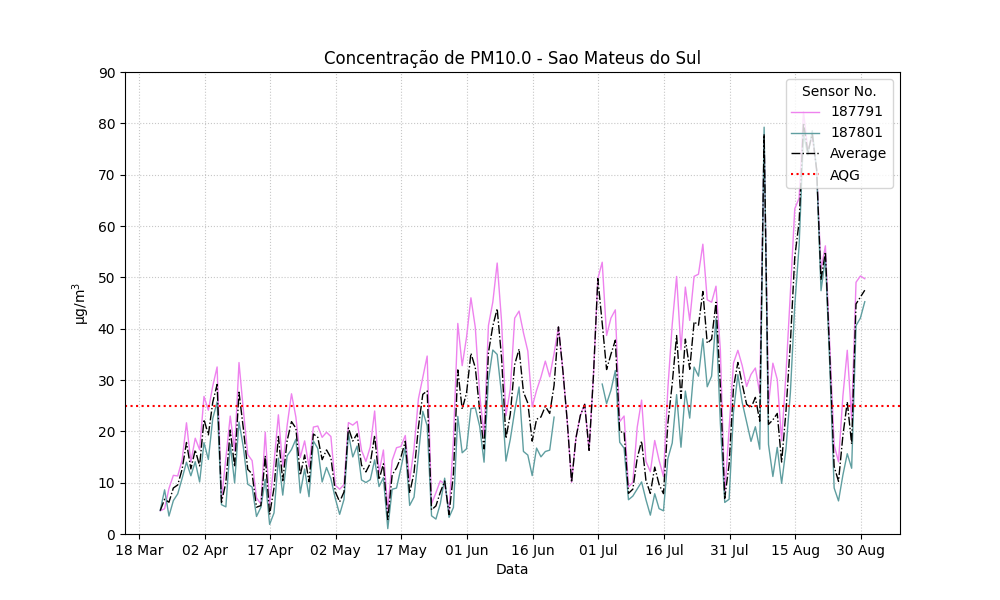 Concentração de PM10.0 - Sao Mateus do Sul
Sensor No.
187791
187801
Average
AQG
90
80
70
60
50
40
30
20
10
0
µg/m³
18 Mar
02 Apr
17 Apr
02 May
17 May
01 Jun
16 Jun
01 Jul
16 Jul
31 Jul
15 Aug
30 Aug
Data